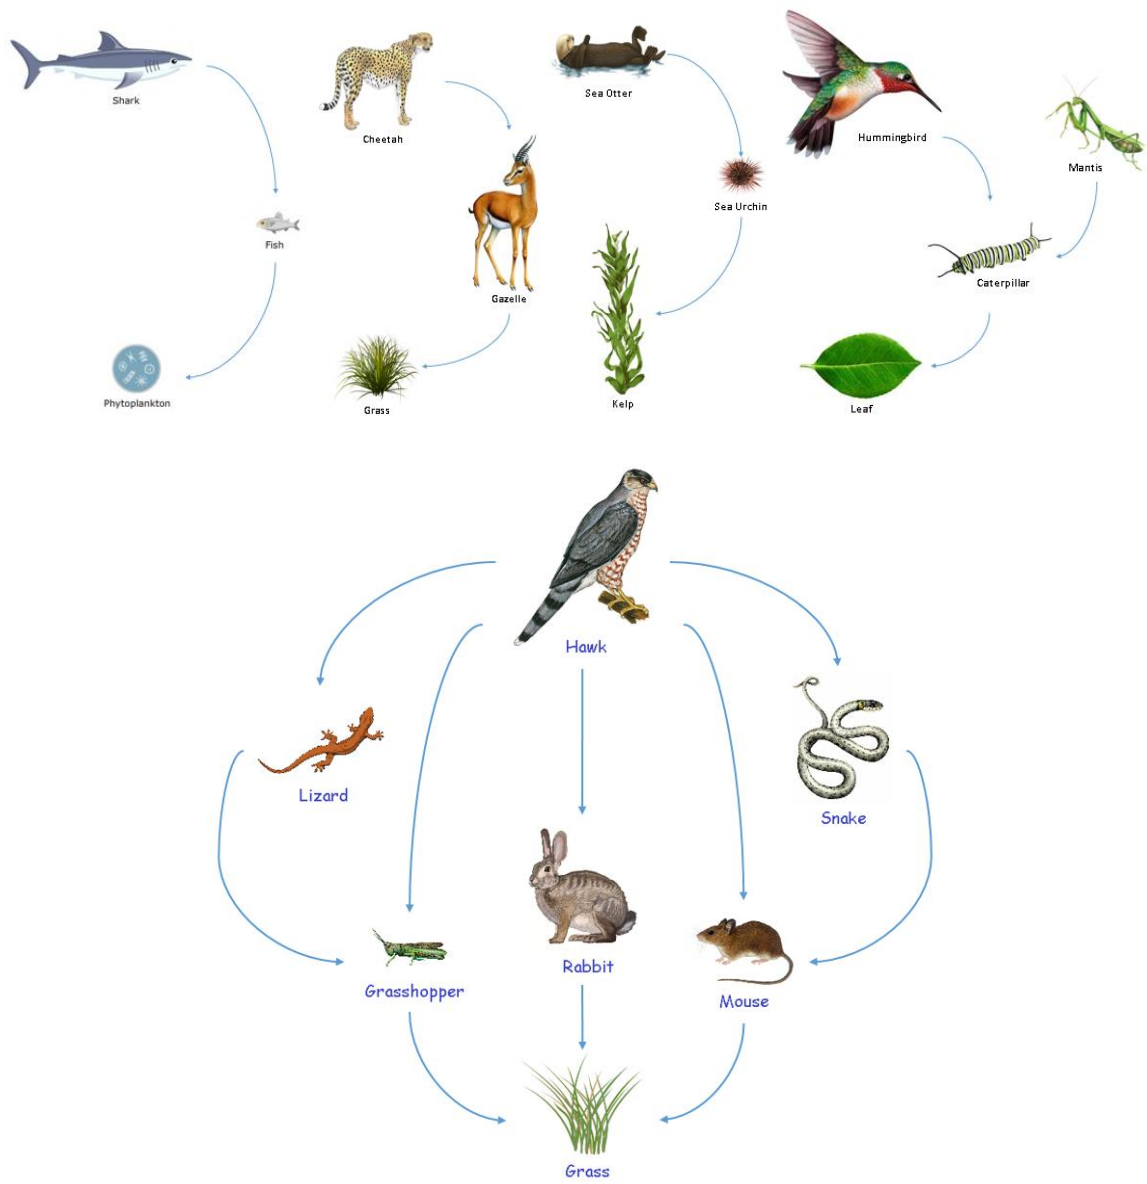 Shark
Cheetah
Sea Otter
Hummingbird
Mantis
Fish
Gazelle
Sea Urchin
Caterpillar
Phytoplankton
Grass
Kelp
Leaf
Hawk
Lizard
Snake
Grasshopper
Rabbit
Mouse
Grass